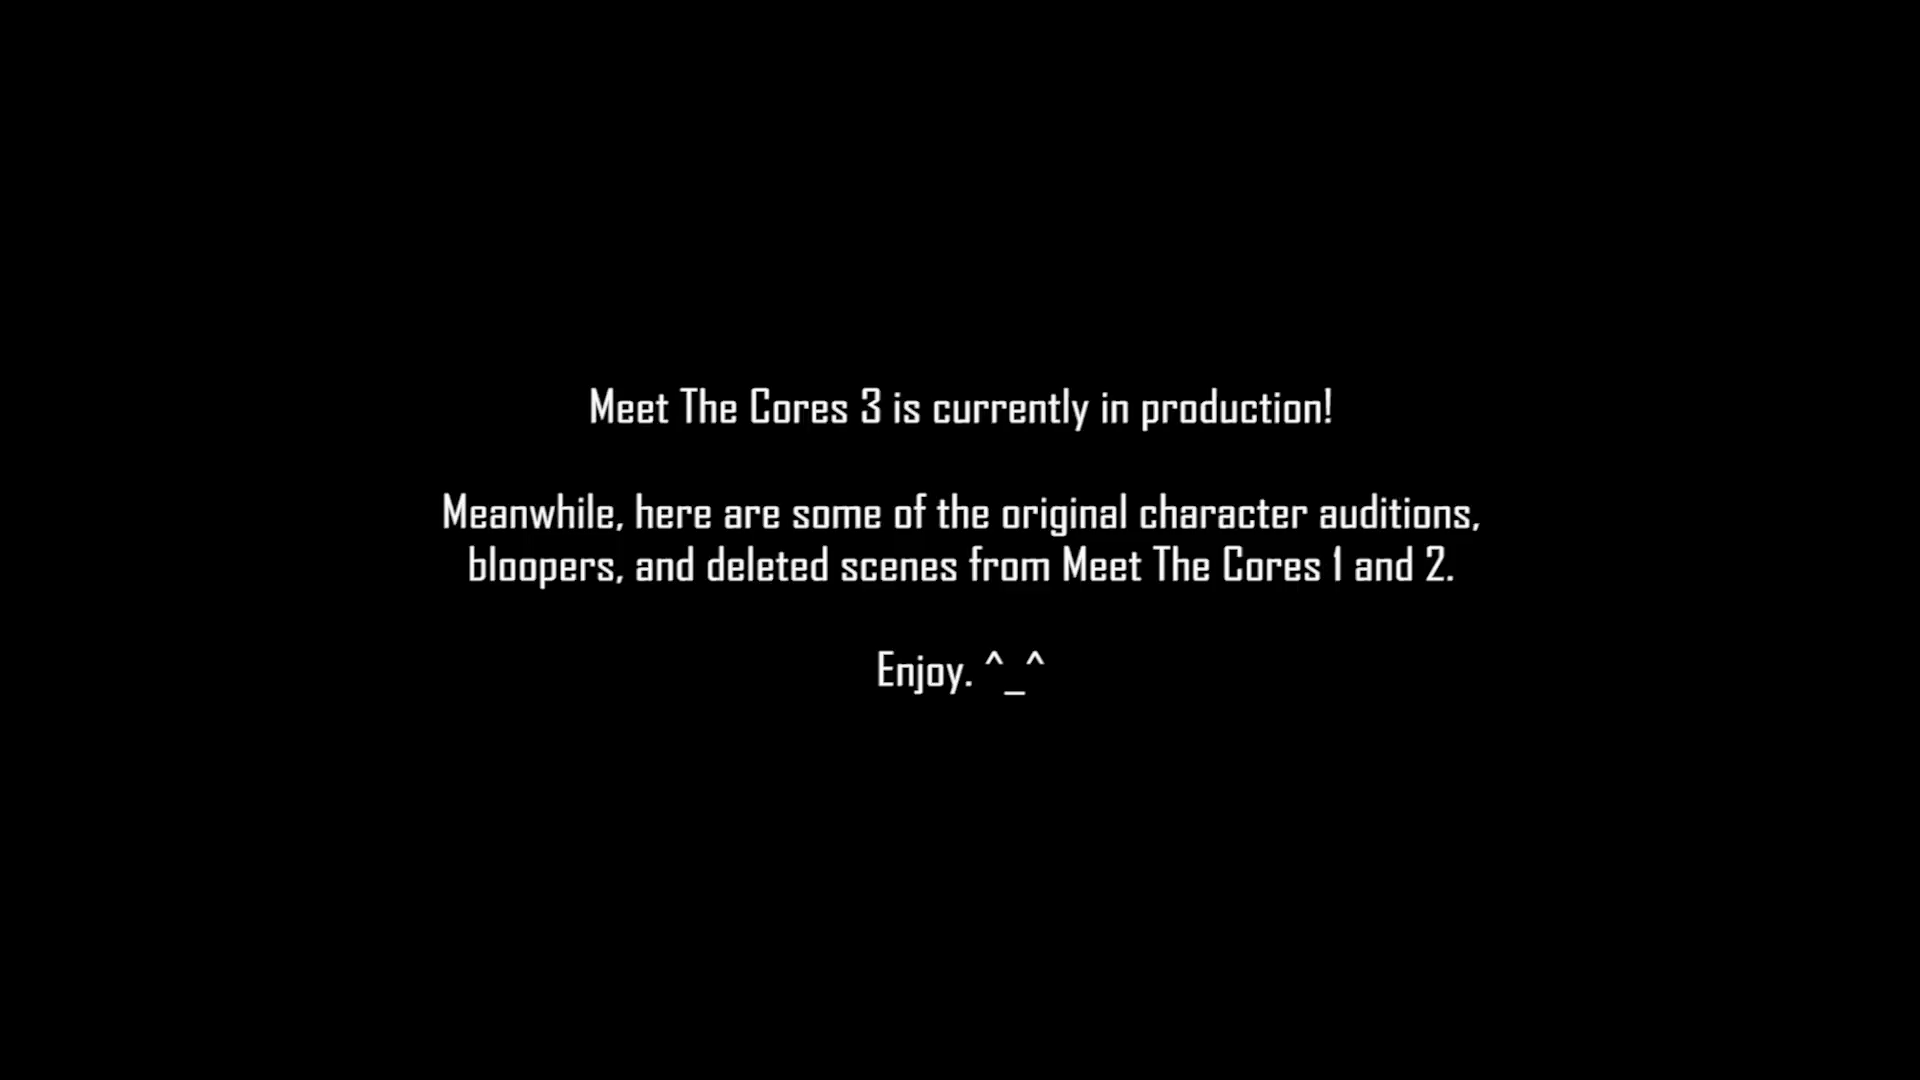 Meet The Cores 3 is currently in production!
Meanwhile, here are some of the original character auditions,
bloopers, and deleted scenes from Meet The Cores 1 and 2.
Enjoy. ^_^